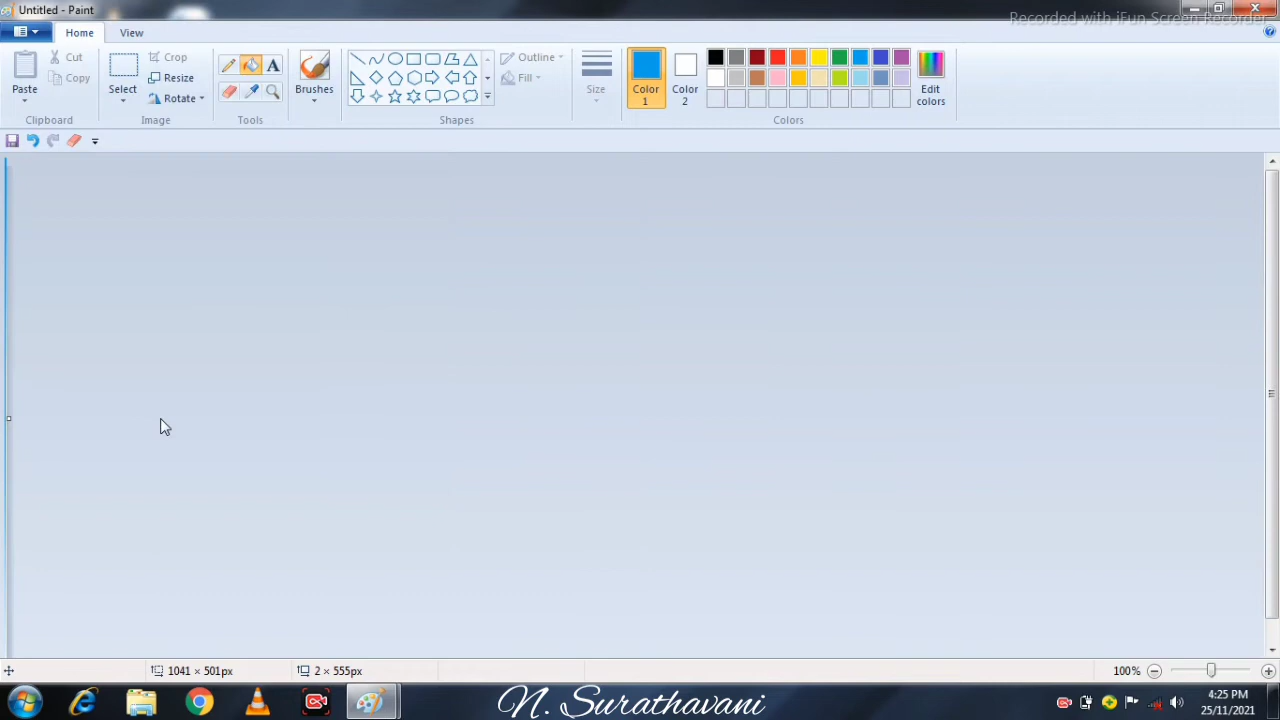 Untitled - Paint
Recorded with iFun Screen Recorder
Home
View
Paste
Cut
Copy
Clipboard
Select
Crop
Resize
Rotate
Image
A
Tools
Brushes
Shapes
Outline
Fill
Size
Color 1
Color 2
Edit colors
Colors
1041 × 501px
2 × 555px
100%
N. Surathavani
4:25 PM
25/11/2021